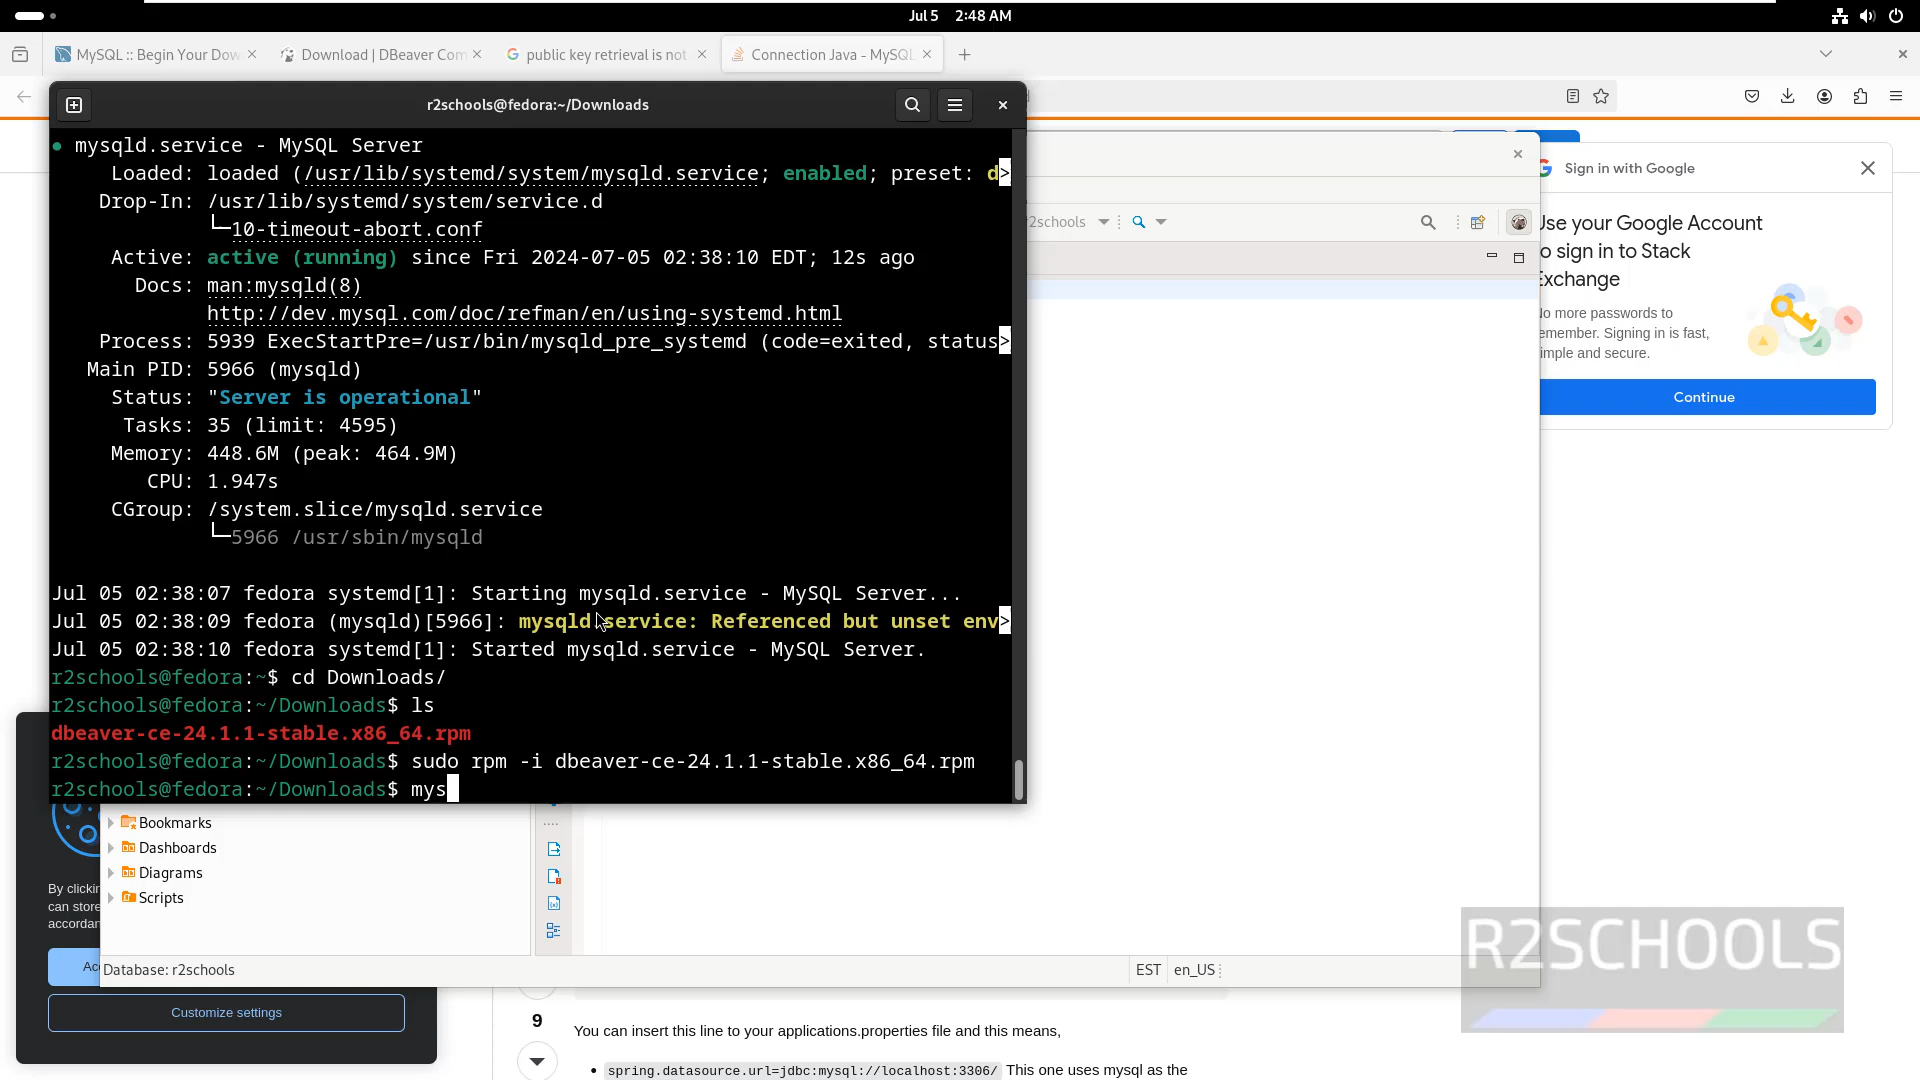 Jul 5 2:48 AM
MySQL :: Begin Your Dow
Download | DBeaver Com
public key retrieval is not
Connection Java - MySQL
r2schools@fedora:~/Downloads
● mysqld.service - MySQL Server
Loaded: loaded (/usr/lib/systemd/system/mysqld.service; enabled; preset: d>
Drop-In: /usr/lib/systemd/system/service.d
└─10-timeout-abort.conf
Active: active (running) since Fri 2024-07-05 02:38:10 EDT; 12s ago
Docs: man:mysqld(8)
http://dev.mysql.com/doc/refman/en/using-systemd.html
Process: 5939 ExecStartPre=/usr/bin/mysqld_pre_systemd (code=exited, status>
Main PID: 5966 (mysqld)
Status: "Server is operational"
Tasks: 35 (limit: 4595)
Memory: 448.6M (peak: 464.9M)
CPU: 1.947s
CGroup: /system.slice/mysqld.service
└─5966 /usr/sbin/mysqld
Jul 05 02:38:07 fedora systemd[1]: Starting mysqld.service - MySQL Server...
Jul 05 02:38:09 fedora (mysqld)[5966]: mysqld.service: Referenced but unset env>
Jul 05 02:38:10 fedora systemd[1]: Started mysqld.service - MySQL Server.
r2schools@fedora:~$ cd Downloads/
r2schools@fedora:~/Downloads$ ls
dbeaver-ce-24.1.1-stable.x86_64.rpm
r2schools@fedora:~/Downloads$ sudo rpm -i dbeaver-ce-24.1.1-stable.x86_64.rpm
r2schools@fedora:~/Downloads$ mys
2schools
Sign in with Google
Use your Google Account
to sign in to Stack
Exchange
No more passwords to
remember. Signing in is fast,
simple and secure.
Continue
Bookmarks
Dashboards
Diagrams
Scripts
By clickin
can store
accordan
Acc
Customize settings
Database: r2schools
EST
en_US
R2SCHOOLS
9
You can insert this line to your applications.properties file and this means,
• spring.datasource.url=jdbc:mysql://localhost:3306/ This one uses mysql as the